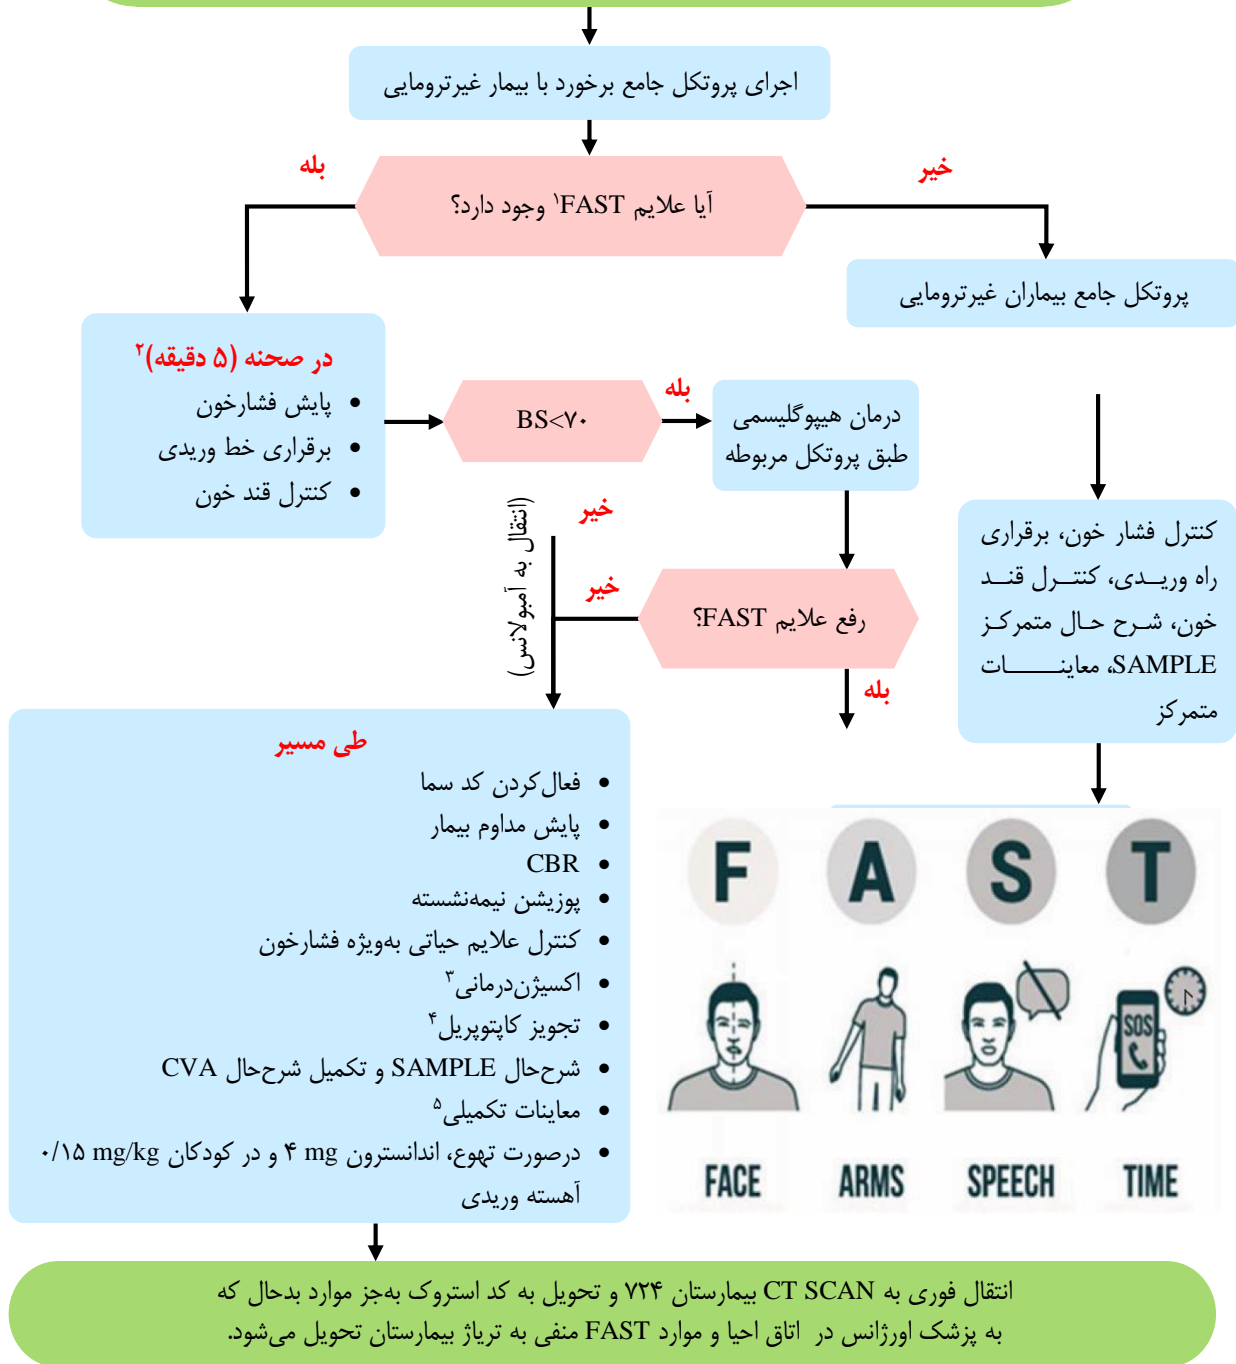 اجرای پروتکل جامع برخورد با بیمار غیرترومایی
بله
خیر
آیا علایم FAST۱ وجود دارد؟
پروتکل جامع بیماران غیرترومایی
در صحنه (۵ دقیقه)۲
• پایش فشارخون
• برقراری خط وریدی
• کنترل قند خون
BS<۷۰
بله
درمان هیپوگلیسمی
طبق پروتکل مربوطه
خیر
(انتقال به آمبولانس)
خیر
رفع علایم FAST؟
بله
کنترل فشار خون، برقراری
راه وریدی، کنترل قند
خون، شرح حال متمرکز
SAMPLE، معاینات
متمرکز
طی مسیر
• فعال‌کردن کد سما
• پایش مداوم بیمار
• CBR
• پوزیشن نیمه‌نشسته
• کنترل علایم حیاتی به‌ویژه فشارخون
• اکسیژن‌درمانی۳
• تجویز کاپتوپریل۴
• شرح‌حال SAMPLE و تکمیل شرح‌حال CVA
• معاینات تکمیلی۵
• درصورت تهوع، اندانسترون ۴ mg و در کودکان ۰/۱۵ mg/kg
آهسته وریدی
F A S T
SOS
FACE ARMS SPEECH TIME
انتقال فوری به CT SCAN بیمارستان ۷۲۴ و تحویل به کد استروک به‌جز موارد بدحال که
به پزشک اورژانس در اتاق احیا و موارد FAST منفی به تریاژ بیمارستان تحویل می‌شود.